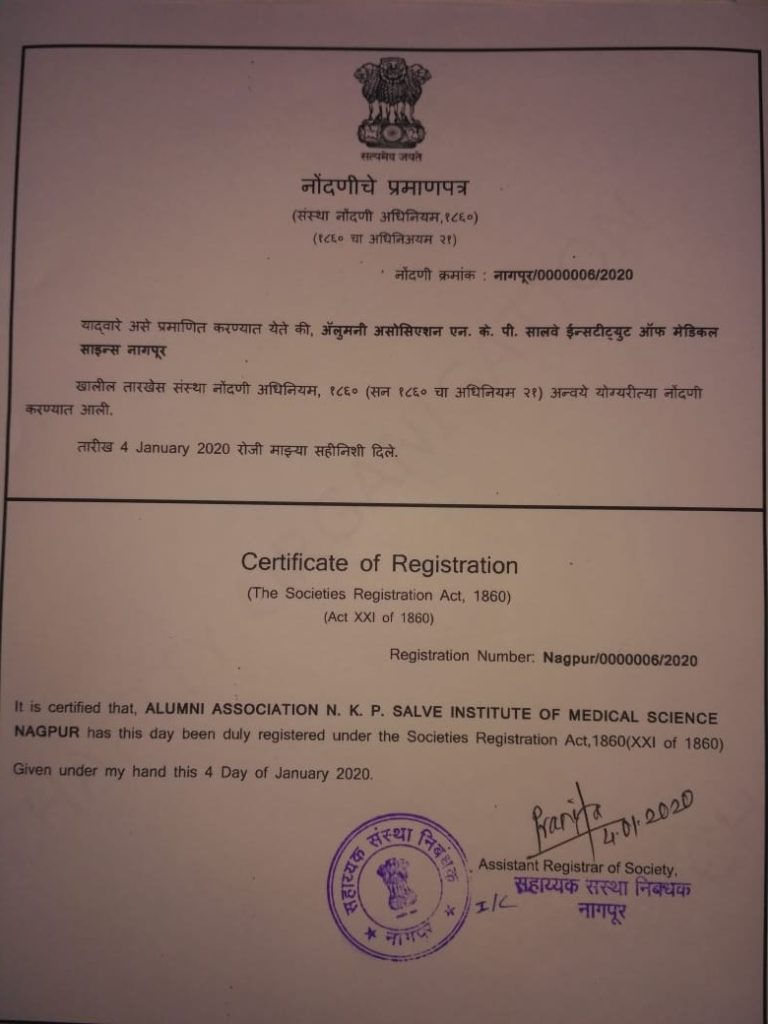 सत्यमेव जयते
नोंदणीचे प्रमाणपत्र
(संस्था नोंदणी अधिनियम,१८६०)
(१८६० चा अधिनिअयम २१)
नोंदणी क्रमांक : नागपूर/0000006/2020
याद्वारे असे प्रमाणित करण्यात येते की, ॲलुमनी असोसिएशन एन. के. पी. सालवे ईन्सटीट्युट ऑफ मेडिकल
साइन्स नागपूर
खालील तारखेस संस्था नोंदणी अधिनियम, १८६० (सन १८६० चा अधिनियम २१) अन्वये योग्यरीत्या नोंदणी
करण्यात आली.
तारीख 4 January 2020 रोजी माझ्या सहीनिशी दिले.
Certificate of Registration
(The Societies Registration Act, 1860)
(Act XXI of 1860)
Registration Number: Nagpur/0000006/2020
It is certified that, ALUMNI ASSOCIATION N. K. P. SALVE INSTITUTE OF MEDICAL SCIENCE
NAGPUR has this day been duly registered under the Societies Registration Act,1860(XXI of 1860)
Given under my hand this 4 Day of January 2020.
4.01.2020
Assistant Registrar of Society,
I/C
सहाय्यक संस्था निबंधक
नागपूर
सहाय्यक संस्था निबंधक
नागपूर